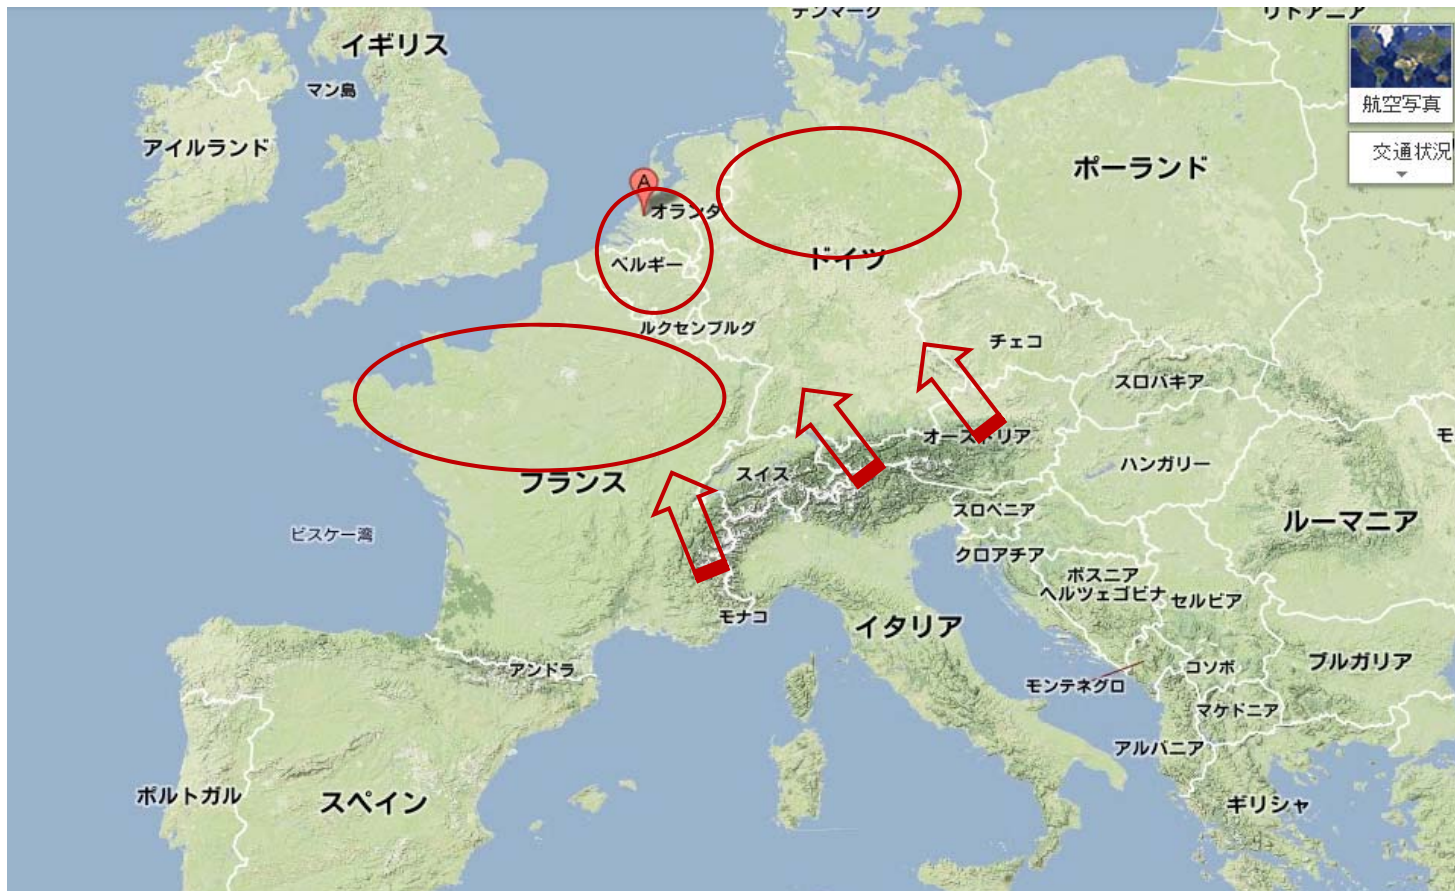 デンマーク
リトアニア
イギリス
マン島
航空写真
アイルランド
交通状況
ポーランド
A
オランダ
ベルギー
ドイツ
ルクセンブルグ
チェコ
スロバキア
オーストリア
モ
スイス
ハンガリー
フランス
スロベニア
ルーマニア
ビスケー湾
クロアチア
ボスニア
ヘルツェゴビナ
セルビア
モナコ
イタリア
アンドラ
コソボ
ブルガリア
モンテネグロ
マケドニア
アルバニア
ポルトガル
スペイン
ギリシャ